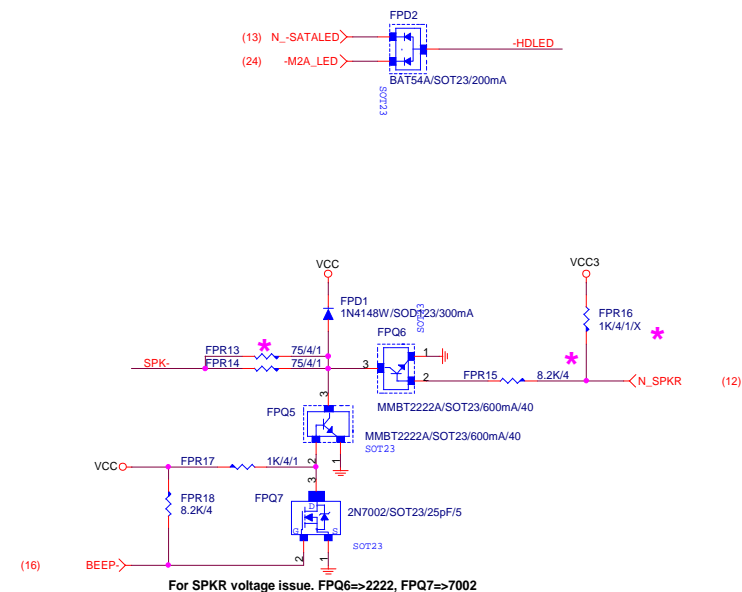 FPD2
(13) N_-SATALED
-HDLED
(24) -M2A_LED
BAT54A/SOT23/200mA
SOT23
VCC
VCC3
FPD1
1N4148W/SOD123/300mA
SOT23
FPR16
1K/4/1/X
*
FPQ6
FPR13 * 75/4/1
SPK-
FPR14 75/4/1
3
1
2
FPR15 * 8.2K/4
N_SPKR (12)
MMBT2222A/SOT23/600mA/40
3
FPQ5
MMBT2222A/SOT23/600mA/40
SOT23
2
1
VCC
FPR17 1K/4/1
3
FPR18
8.2K/4
FPQ7
D
G
S
2N7002/SOT23/25pF/5
SOT23
2
1
(16) BEEP-
For SPKR voltage issue. FPQ6=>2222, FPQ7=>7002